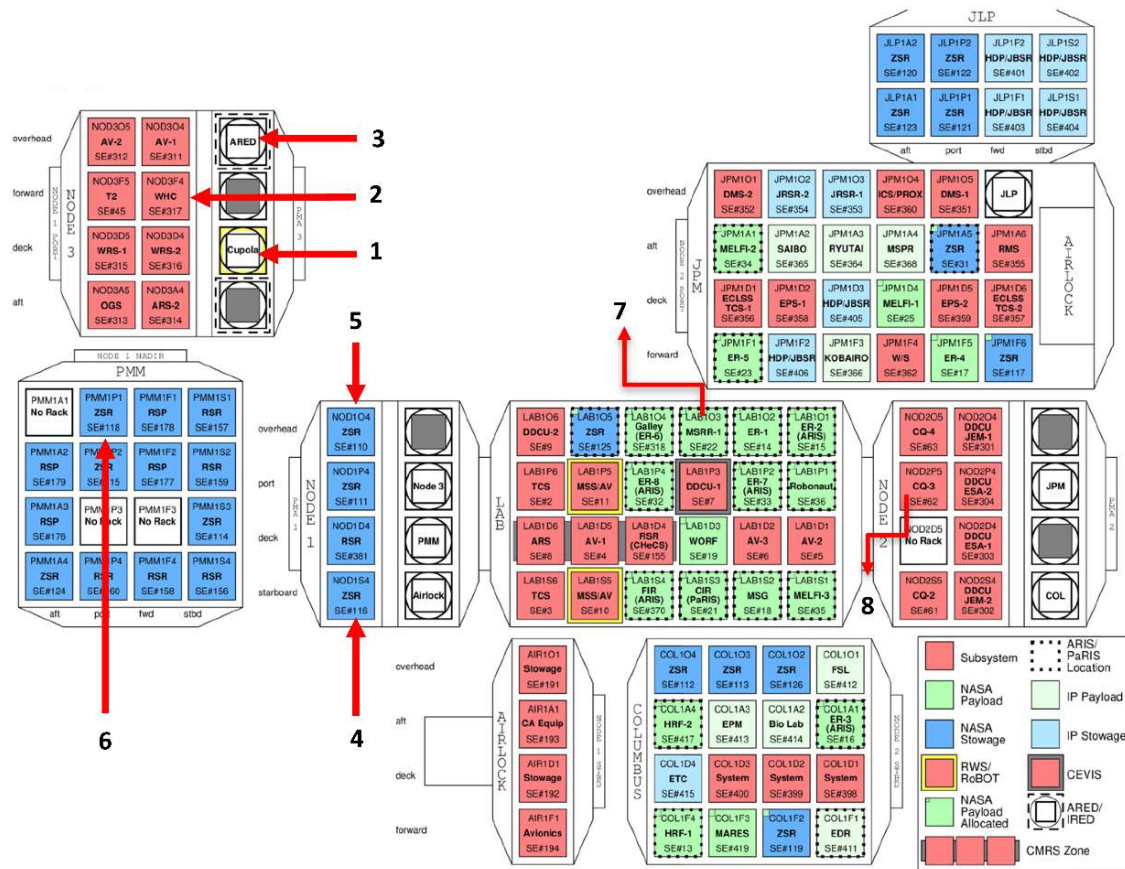 JLP
JLP1A2 JLP1P2 JLP1F2 JLP1S2
ZSR ZSR HDP/JBSR HDP/JBSR
SE#120 SE#122 SE#401 SE#402
JLP1A1 JLP1P1 JLP1F1 JLP1S1
ZSR ZSR HDP/JBSR HDP/JBSR
SE#123 SE#121 SE#403 SE#404
aft port fwd stbd
overhead
forward
deck
aft
NODE 3
NODE 1 PORT
PMA 3
NOD3O5 NOD3O4
AV-2 AV-1 ARED
SE#312 SE#311
NOD3F5 NOD3F4
T2 WHC
SE#45 SE#317
NOD3D5 NOD3D4
WRS-1 WRS-2 Cupola
SE#315 SE#316
NOD3A5 NOD3A4
OGS ARS-2
SE#313 SE#314
3
2
1
overhead
aft
deck
forward
JPM
NODE 2 PORT
AIRLOCK
JPM1O1 JPM1O2 JPM1O3 JPM1O4 JPM1O5
DMS-2 JRSR-2 JRSR-1 ICS/PROX DMS-1 JLP
SE#352 SE#354 SE#353 SE#360 SE#351
JPM1A1 JPM1A2 JPM1A3 JPM1A4 JPM1A5 JPM1A6
MELFI-2 SAIBO RYUTAI MSPR ZSR RMS
SE#34 SE#365 SE#364 SE#368 SE#31 SE#355
JPM1D1 JPM1D2 JPM1D3 JPM1D4 JPM1D5 JPM1D6
ECLSS TCS-1 EPS-1 HDP/JBSR MELFI-1 EPS-2 ECLSS TCS-2
SE#356 SE#358 SE#405 SE#25 SE#359 SE#357
JPM1F1 JPM1F2 JPM1F3 JPM1F4 JPM1F5 JPM1F6
ER-5 HDP/JBSR KOBAIRO W/S ER-4 ZSR
SE#23 SE#406 SE#366 SE#362 SE#17 SE#117
NODE 1 NADIR
PMM
PMM1A1 PMM1P1 PMM1F1 PMM1S1
No Rack ZSR RSP RSR
SE#118 SE#178 SE#157
PMM1A2 P2 PMM1F2 PMM1S2
RSP ZSR RSP RSR
SE#179 SE#115 SE#177 SE#159
PMM1A3 PMM1P3 PMM1F3 PMM1S3
RSP No Rack No Rack ZSR
SE#176 SE#114
PMM1A4 PMM1P4 PMM1F4 PMM1S4
ZSR RSR RSR RSR
SE#124 60 SE#158 SE#156
aft port fwd stbd
6
5
4
7
8
overhead
port
deck
starboard
PMA 1
NODE 1
NOD1O4
ZSR
SE#110
NOD1P4
ZSR Node 3
SE#111
NOD1D4
RSR PMM
SE#381
NOD1S4
ZSR Airlock
SE#116
LAB
LAB1O6 LAB1O5 LAB1O4 LAB1O3 LAB1O2 LAB1O1
DDCU-2 ZSR Galley (ER-6) MSRR-1 ER-1 ER-2 (ARIS)
SE#9 SE#125 SE#318 SE#22 SE#14 SE#15
LAB1P6 LAB1P5 LAB1P4 LAB1P3 LAB1P2 LAB1P1
TCS MSS/AV ER-8 (ARIS) DDCU-1 ER-7 (ARIS) Robonaut
SE#2 SE#11 SE#32 SE#7 SE#33 SE#36
LAB1D6 LAB1D5 LAB1D4 LAB1D3 LAB1D2 LAB1D1
ARS AV-1 RSR (CHeCS) WORF AV-3 AV-2
SE#8 SE#4 SE#155 SE#19 SE#6 SE#5
LAB1S6 LAB1S5 LAB1S4 LAB1S3 LAB1S2 LAB1S1
TCS MSS/AV FIR (ARIS) CIR (PaRIS) MSG MELFI-3
SE#3 SE#10 SE#370 SE#21 SE#18 SE#35
NODE 2
PMA 2
NOD2O5 NOD2O4
CQ-4 DDCU JEM-1
SE#63 SE#301
NOD2P5 NOD2P4
CQ-3 DDCU ESA-2 JPM
SE#62 SE#304
NOD2D5 NOD2D4
No Rack DDCU ESA-1
SE#303
NOD2S5 NOD2S4
CQ-2 DDCU JEM-2 COL
SE#61 SE#302
overhead
aft
deck
forward
AIRLOCK
NODE 1 STBD
AIR1O1
Stowage
SE#191
AIR1A1
CA Equip
SE#193
AIR1D1
Stowage
SE#192
AIR1F1
Avionics
SE#194
COLUMBUS
NODE 2 STBD
COL1O4 COL1O3 COL1O2 COL1O1
ZSR ZSR ZSR FSL
SE#112 SE#113 SE#126 SE#412
COL1A4 COL1A3 COL1A2 COL1A1
HRF-2 EPM Bio Lab ER-3 (ARIS)
SE#417 SE#413 SE#414 SE#16
COL1D4 COL1D3 COL1D2 COL1D1
ETC System System System
SE#415 SE#400 SE#399 SE#398
COL1F4 COL1F3 COL1F2 COL1F1
HRF-1 MARES ZSR EDR
SE#13 SE#419 SE#119 SE#411
Subsystem
ARIS/ PaRIS Location
NASA Payload
IP Payload
NASA Stowage
IP Stowage
RWS/ RoBOT
CEVIS
NASA Payload Allocated
ARED/ IRED
CMRS Zone